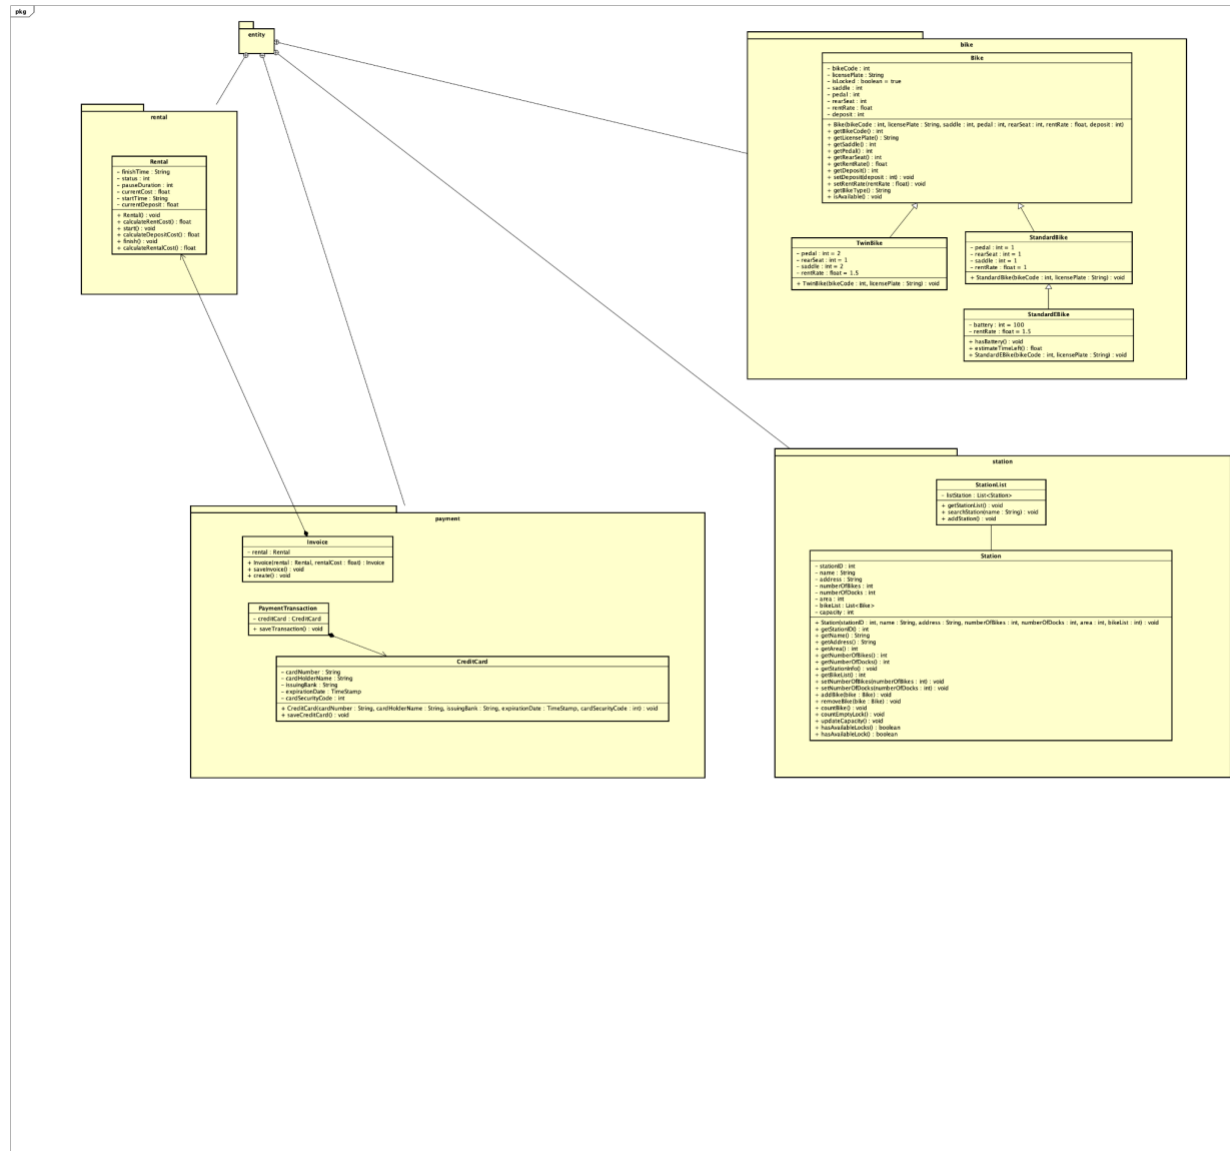 pkg
entity
rental
Rental
- finishTime : String
- status : int
- pauseDuration : int
- currentCost : float
- startTime : String
- currentDeposit : float
+ Rental() : void
+ calculateRentCost() : float
+ start() : void
+ calculateDepositCost() : float
+ finish() : void
+ calculateRentalCost() : float
bike
Bike
- bikeCode : int
- licensePlate : String
- isLocked : boolean = true
- saddle : int
- pedal : int
- rearSeat : int
- rentRate : float
- deposit : int
+ Bike(bikeCode : int, licensePlate : String, saddle : int, pedal : int, rearSeat : int, rentRate : float, deposit : int)
+ getBikeCode() : int
+ getLicensePlate() : String
+ getSaddle() : int
+ getPedal() : int
+ getRearSeat() : int
+ getRentRate() : float
+ getDeposit() : int
+ setDeposit(deposit : int) : void
+ setRentRate(rentRate : float) : void
+ getBikeType() : String
+ isAvailable() : void
TwinBike
- pedal : int = 2
- rearSeat : int = 1
- saddle : int = 2
- rentRate : float = 1.5
+ TwinBike(bikeCode : int, licensePlate : String) : void
StandardBike
- pedal : int = 1
- rearSeat : int = 1
- saddle : int = 1
- rentRate : float = 1
+ StandardBike(bikeCode : int, licensePlate : String) : void
StandardEBike
- battery : int = 100
- rentRate : float = 1.5
+ hasBattery() : void
+ estimateTimeLeft() : float
+ StandardEBike(bikeCode : int, licensePlate : String) : void
payment
Invoice
- rental : Rental
+ Invoice(rental : Rental, rentalCost : float) : Invoice
+ saveInvoice() : void
+ create() : void
PaymentTransaction
- creditCard : CreditCard
+ saveTransaction() : void
CreditCard
- cardNumber : String
- cardHolderName : String
- issuingBank : String
- expirationDate : TimeStamp
- cardSecurityCode : int
+ CreditCard(cardNumber : String, cardHolderName : String, issuingBank : String, expirationDate : TimeStamp, cardSecurityCode : int) : void
+ saveCreditCard() : void
station
StationList
- listStation : List<Station>
+ getStationList() : void
+ searchStation(name : String) : void
+ addStation() : void
Station
- stationID : int
- name : String
- address : String
- numberOfBikes : int
- numberOfDocks : int
- area : int
- bikeList : List<Bike>
- capacity : int
+ Station(stationID : int, name : String, address : String, numberOfBikes : int, numberOfDocks : int, area : int, bikeList : int) : void
+ getStationID() : int
+ getName() : String
+ getAddress() : String
+ getArea() : int
+ getNumberOfBikes() : int
+ getNumberOfDocks() : int
+ getStationInfo() : void
+ getBikeList() : int
+ setNumberOfBikes(numberOfBikes : int) : void
+ setNumberOfDocks(numberOfDocks : int) : void
+ addBike(bike : Bike) : void
+ removeBike(bike : Bike) : void
+ countBike() : void
+ countEmptyLock() : void
+ updateCapacity() : void
+ hasAvailableLocks() : boolean
+ hasAvailableLock() : boolean